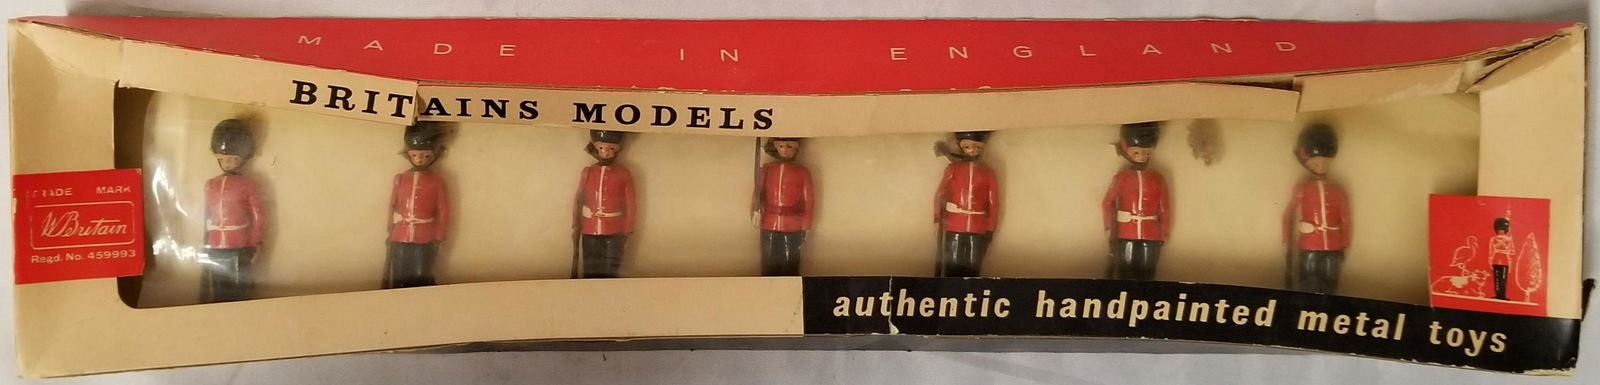 MADE IN ENGLAND
BRITAINS MODELS
TRADE MARK
W Britain
Regd. No. 459993
authentic handpainted metal toys